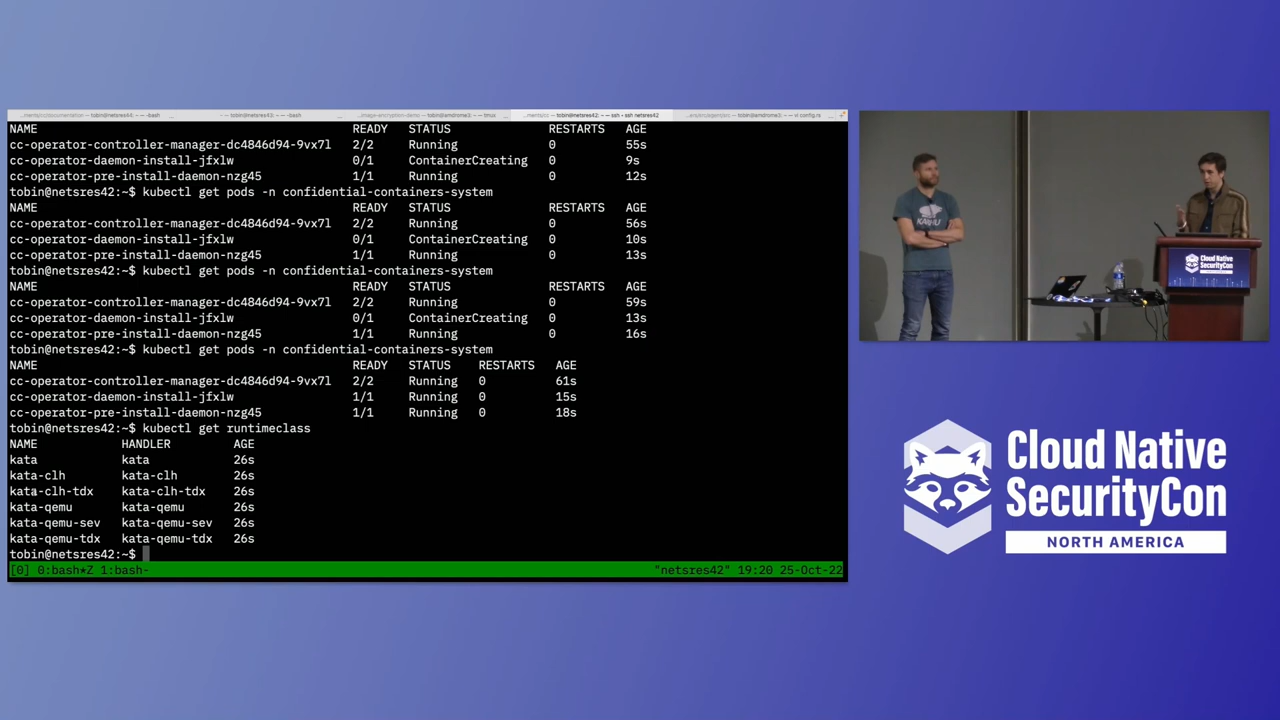 NAME READY STATUS RESTARTS AGE
cc-operator-controller-manager-dc4846d94-9vx7l 2/2 Running 0 55s
cc-operator-daemon-install-jfxlw 0/1 ContainerCreating 0 9s
cc-operator-pre-install-daemon-nzg45 1/1 Running 0 12s
tobin@netsres42:~$ kubectl get pods -n confidential-containers-system
NAME READY STATUS RESTARTS AGE
cc-operator-controller-manager-dc4846d94-9vx7l 2/2 Running 0 56s
cc-operator-daemon-install-jfxlw 0/1 ContainerCreating 0 10s
cc-operator-pre-install-daemon-nzg45 1/1 Running 0 13s
tobin@netsres42:~$ kubectl get pods -n confidential-containers-system
NAME READY STATUS RESTARTS AGE
cc-operator-controller-manager-dc4846d94-9vx7l 2/2 Running 0 59s
cc-operator-daemon-install-jfxlw 0/1 ContainerCreating 0 13s
cc-operator-pre-install-daemon-nzg45 1/1 Running 0 16s
tobin@netsres42:~$ kubectl get pods -n confidential-containers-system
NAME READY STATUS RESTARTS AGE
cc-operator-controller-manager-dc4846d94-9vx7l 2/2 Running 0 61s
cc-operator-daemon-install-jfxlw 1/1 Running 0 15s
cc-operator-pre-install-daemon-nzg45 1/1 Running 0 18s
tobin@netsres42:~$ kubectl get runtimeclass
NAME HANDLER AGE
kata kata 26s
kata-clh kata-clh 26s
kata-clh-tdx kata-clh-tdx 26s
kata-qemu kata-qemu 26s
kata-qemu-sev kata-qemu-sev 26s
kata-qemu-tdx kata-qemu-tdx 26s
tobin@netsres42:~$
[0] 0:bash*Z 1:bash- "netsres42" 19:20 25-Oct-22
Cloud Native
SecurityCon
Cloud Native
SecurityCon
NORTH AMERICA